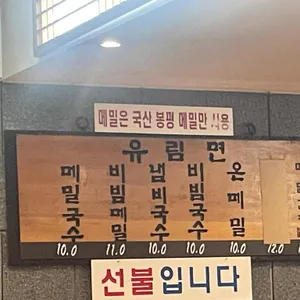 메밀은 국산 봉평 메밀만 사용
유림면
메밀국수 10.0
비빔메밀 11.0
냄비국수 10.0
비빔국수 10.0
온메밀 10.0
12.0
선불입니다